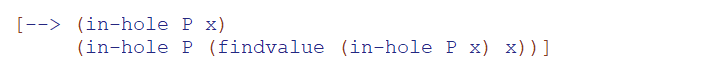 [--> (in-hole P x)
(in-hole P (findvalue (in-hole P x) x))]